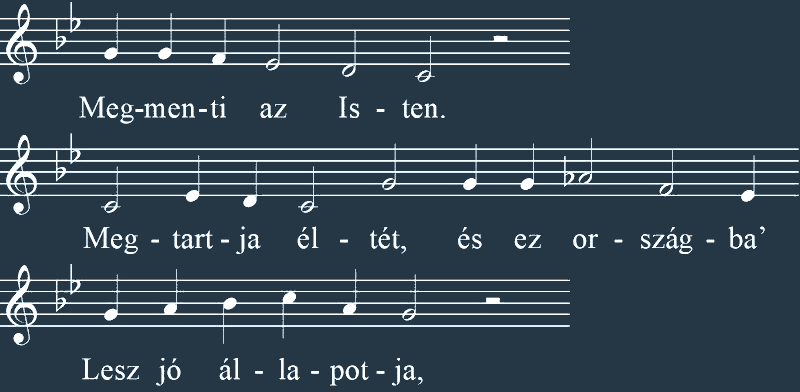 Meg-men-ti az Is - ten.
Meg - tart - ja él - tét, és ez or - szág - ba’
Lesz jó ál - la - pot - ja,